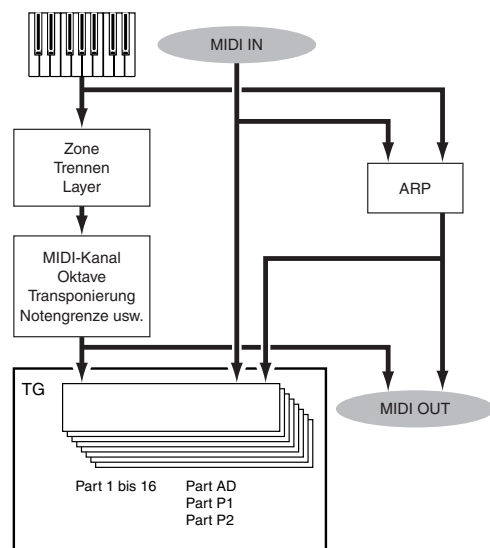 MIDI IN
Zone
Trennen
Layer
ARP
MIDI-Kanal
Oktave
Transponierung
Notengrenze usw.
TG
MIDI OUT
Part 1 bis 16
Part AD
Part P1
Part P2